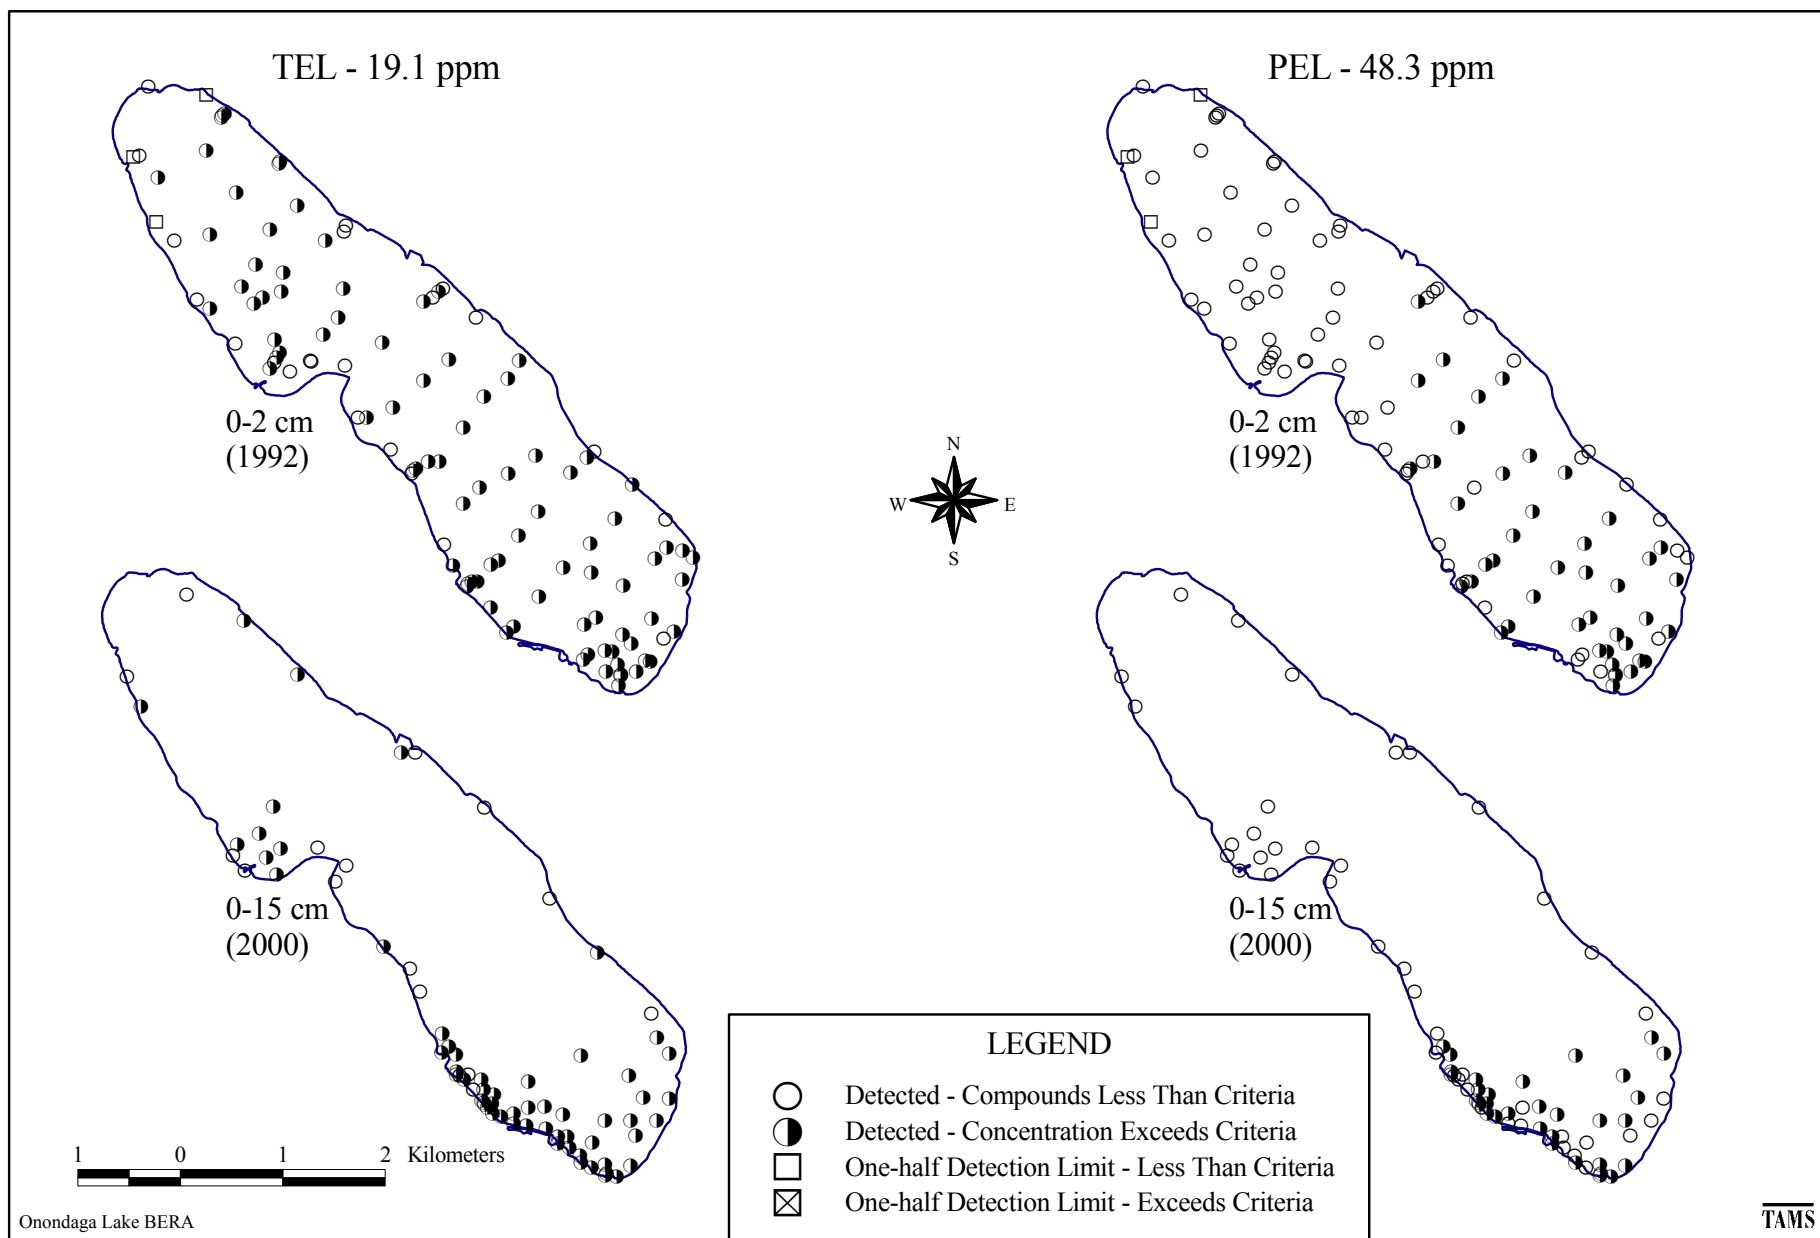 TEL - 19.1 ppm
PEL - 48.3 ppm
0-2 cm
(1992)
0-2 cm
(1992)
N
W
E
S
0-15 cm
(2000)
0-15 cm
(2000)
LEGEND
Detected - Compounds Less Than Criteria
Detected - Concentration Exceeds Criteria
One-half Detection Limit - Less Than Criteria
One-half Detection Limit - Exceeds Criteria
1 0 1 2 Kilometers
Onondaga Lake BERA
TAMS